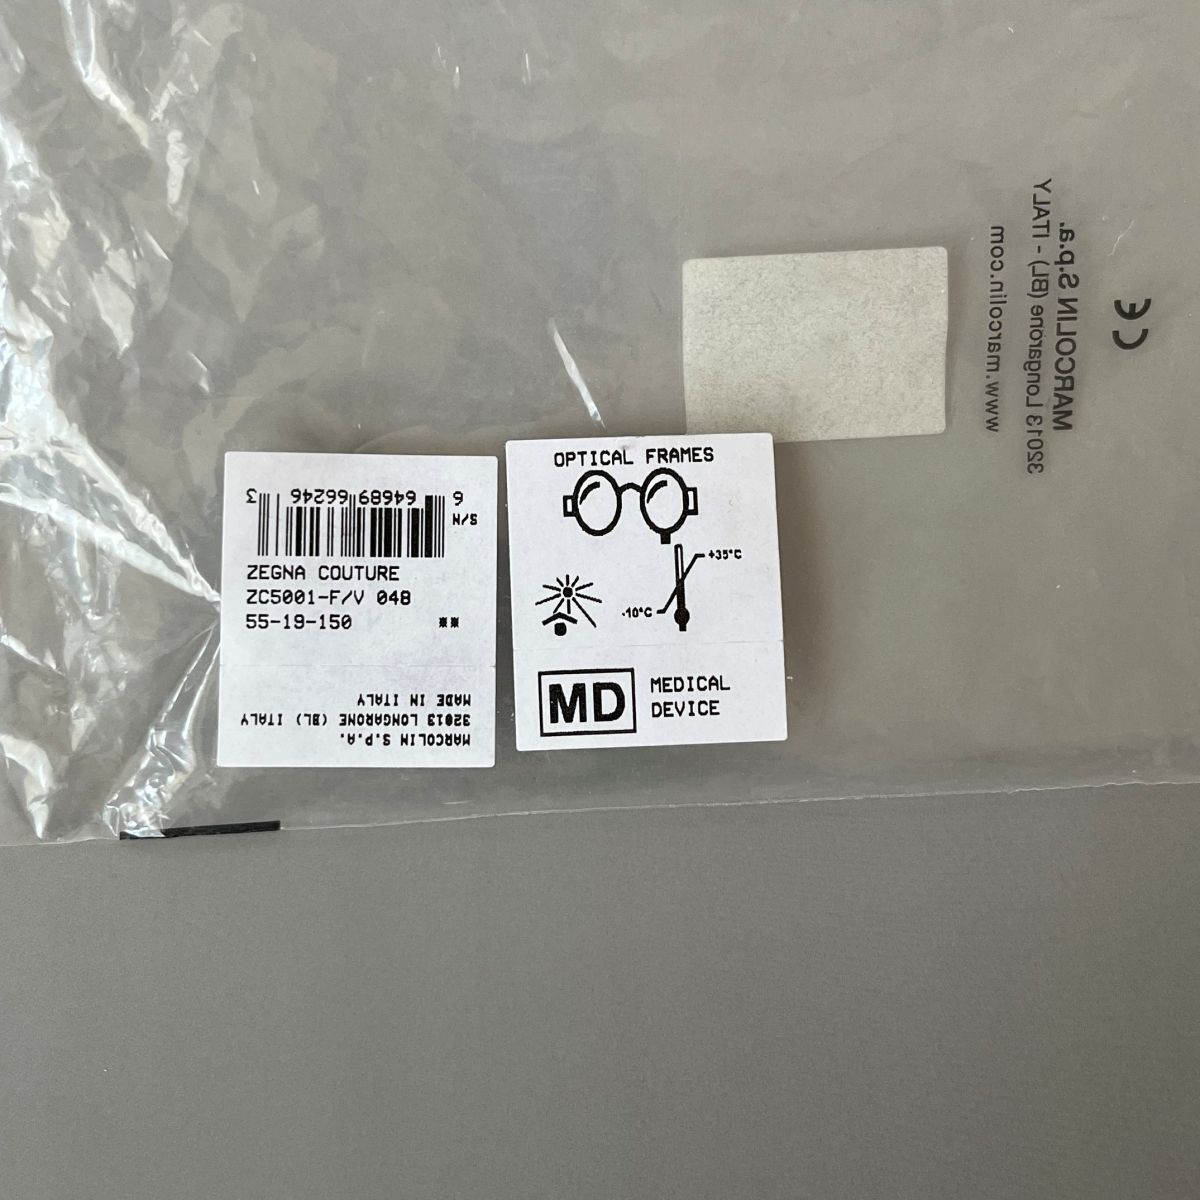 6 64689 66246 3
S/N
ZEGNA COUTURE
ZC5001-F/V 048
55-19-150 **
MARCOLIN S.P.A.
32013 LONGARONE (BL) ITALY
MADE IN ITALY
OPTICAL FRAMES
+35°C
-10°C
MD
MEDICAL
DEVICE
CE
MARCOLIN S.p.a.
32013 Longarone (BL) - ITALY
www.marcolin.com